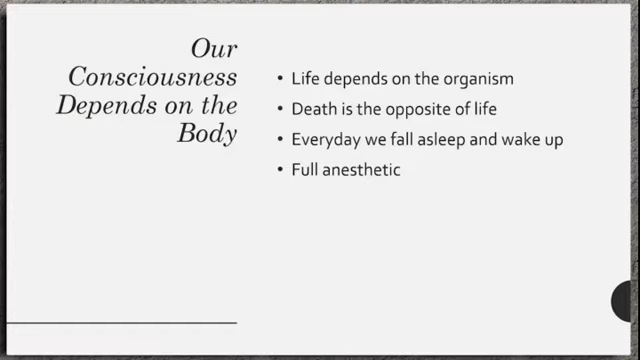 Our
Consciousness
Depends on the
Body
• Life depends on the organism
• Death is the opposite of life
• Everyday we fall asleep and wake up
• Full anesthetic